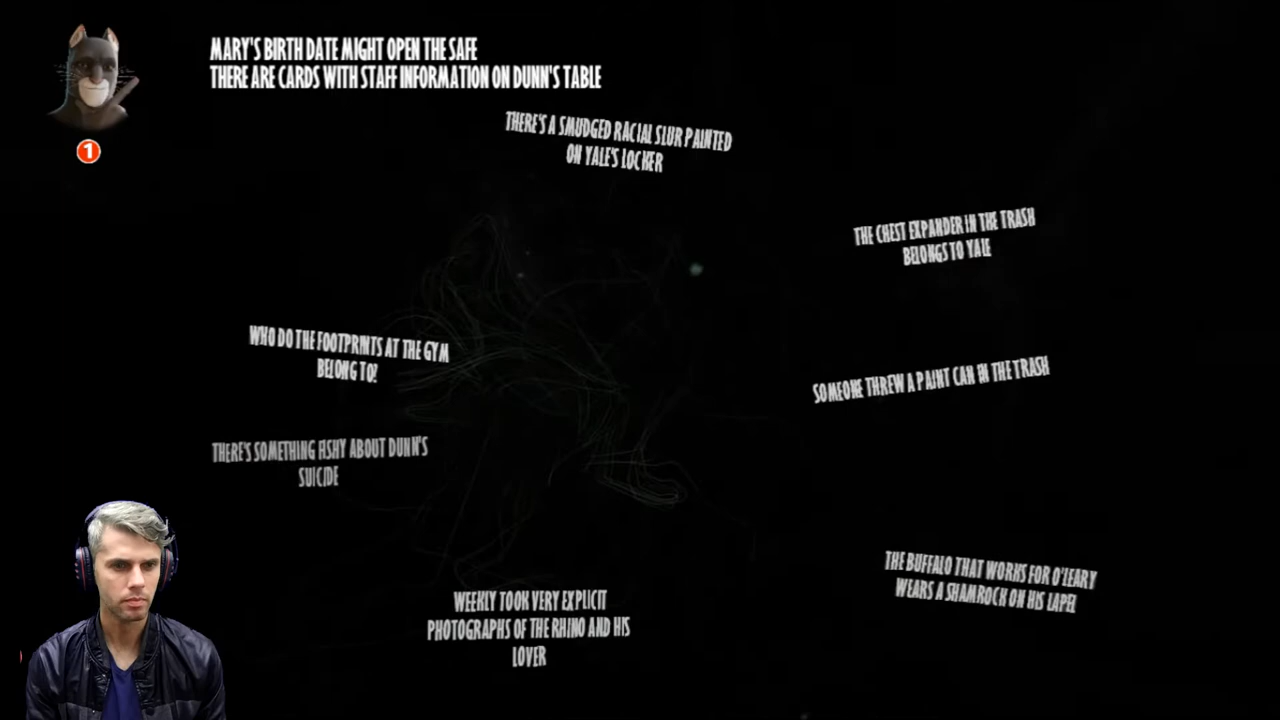 MARY'S BIRTH DATE MIGHT OPEN THE SAFE
THERE ARE CARDS WITH STAFF INFORMATION ON DUNN'S TABLE
1
THERE'S A SMUDGED RACIAL SLUR PAINTED
ON YALE'S LOCKER
THE CHEST EXPANDER IN THE TRASH
BELONGS TO YALE
WHO DO THE FOOTPRINTS AT THE GYM
BELONG TO?
SOMEONE THREW A PAINT CAN IN THE TRASH
THERE'S SOMETHING FISHY ABOUT DUNN'S
SUICIDE
THE BUFFALO THAT WORKS FOR O'LEARY
WEARS A SHAMROCK ON HIS LAPEL
WEEKLY TOOK VERY EXPLICIT
PHOTOGRAPHS OF THE RHINO AND HIS
LOVER